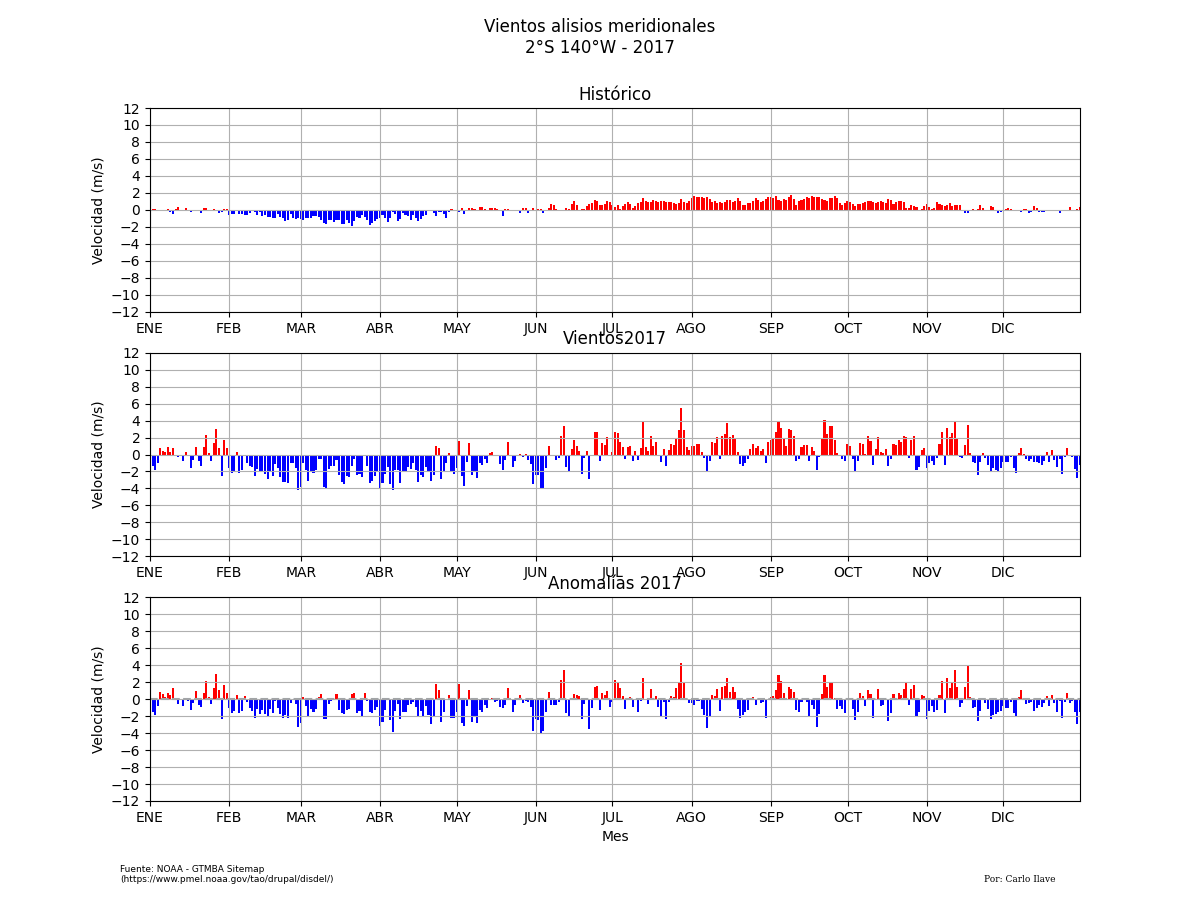 Vientos alisios meridionales
2°S 140°W - 2017
Histórico
12
10
8
6
4
2
0
−2
−4
−6
−8
−10
−12
Velocidad (m/s)
ENE FEB MAR ABR MAY JUN JUL AGO SEP OCT NOV DIC
Vientos2017
12
10
8
6
4
2
0
−2
−4
−6
−8
−10
−12
Velocidad (m/s)
ENE FEB MAR ABR MAY JUN JUL AGO SEP OCT NOV DIC
Anomalías 2017
12
10
8
6
4
2
0
−2
−4
−6
−8
−10
−12
Velocidad (m/s)
ENE FEB MAR ABR MAY JUN JUL AGO SEP OCT NOV DIC
Mes
Fuente: NOAA - GTMBA Sitemap
(https://www.pmel.noaa.gov/tao/drupal/disdel/)
Por: Carlo Ilave